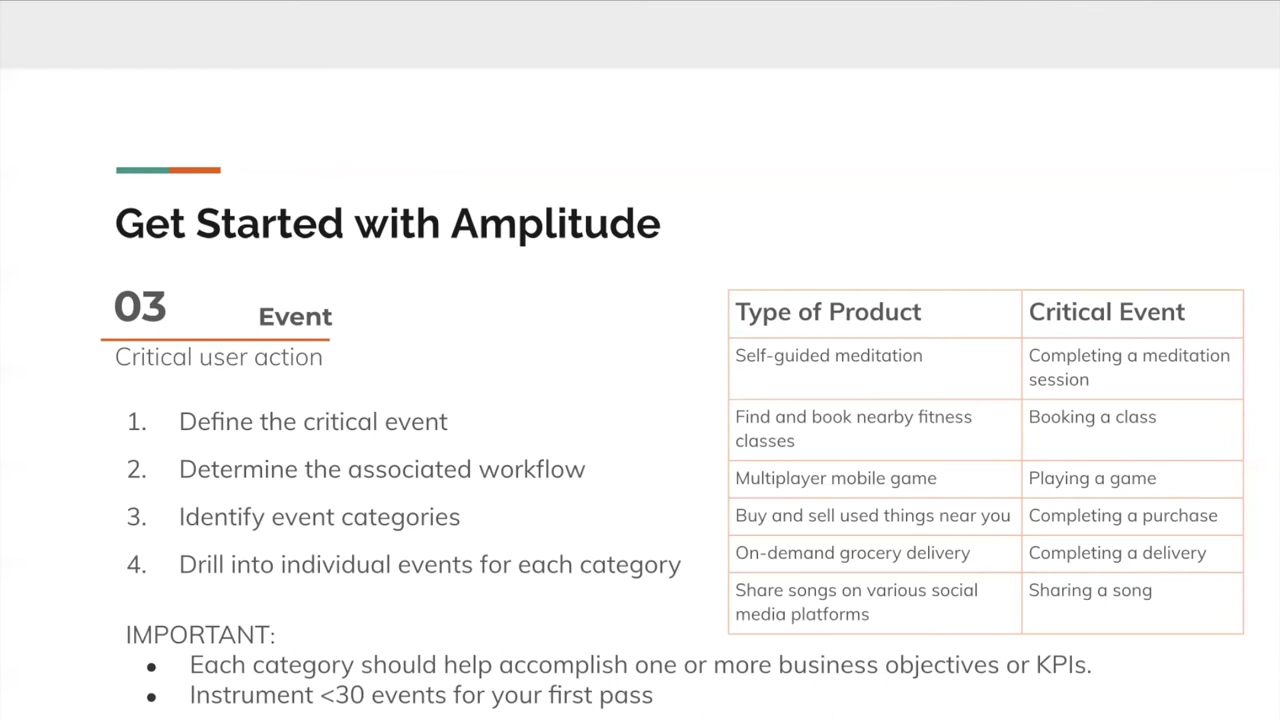 Get Started with Amplitude
03 Event
Critical user action
1. Define the critical event
2. Determine the associated workflow
3. Identify event categories
4. Drill into individual events for each category
Type of Product Critical Event
Self-guided meditation Completing a meditation
session
Find and book nearby fitness Booking a class
classes
Multiplayer mobile game Playing a game
Buy and sell used things near you Completing a purchase
On-demand grocery delivery Completing a delivery
Share songs on various social Sharing a song
media platforms
IMPORTANT:
● Each category should help accomplish one or more business objectives or KPIs.
● Instrument <30 events for your first pass